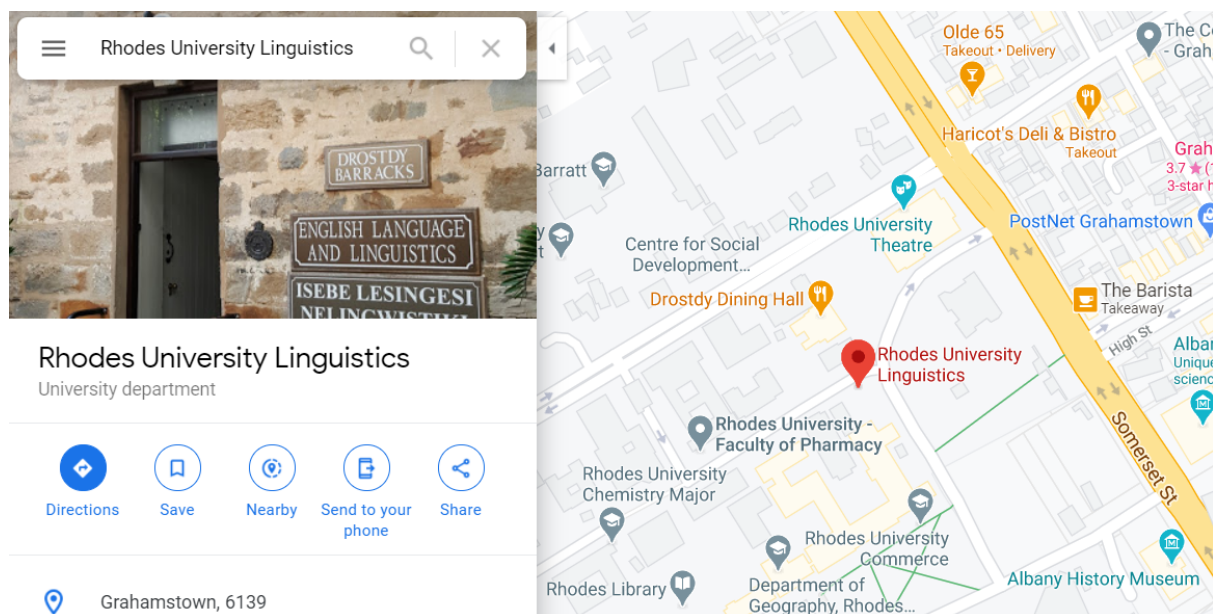 Rhodes University Linguistics
DROSTDY
BARRACKS
ENGLISH LANGUAGE
AND LINGUISTICS
ISEBE LESINGESI
NELINGWISTIKI
Rhodes University Linguistics
University department
Directions
Save
Nearby
Send to your
phone
Share
Grahamstown, 6139
Olde 65
Takeout • Delivery
The
- Grah
Haricot's Deli & Bistro
Takeout
Grah
3.7
3-star
Barratt
Rhodes University
Theatre
PostNet Grahamstown
Centre for Social
Development...
Drostdy Dining Hall
The Barista
Takeaway
High St
Alban
Unique
scienc
Rhodes University
Linguistics
Rhodes University -
Faculty of Pharmacy
Somerset St
Rhodes University
Chemistry Major
Rhodes University
Commerce
Rhodes Library
Department of
Geography, Rhodes...
Albany History Museum